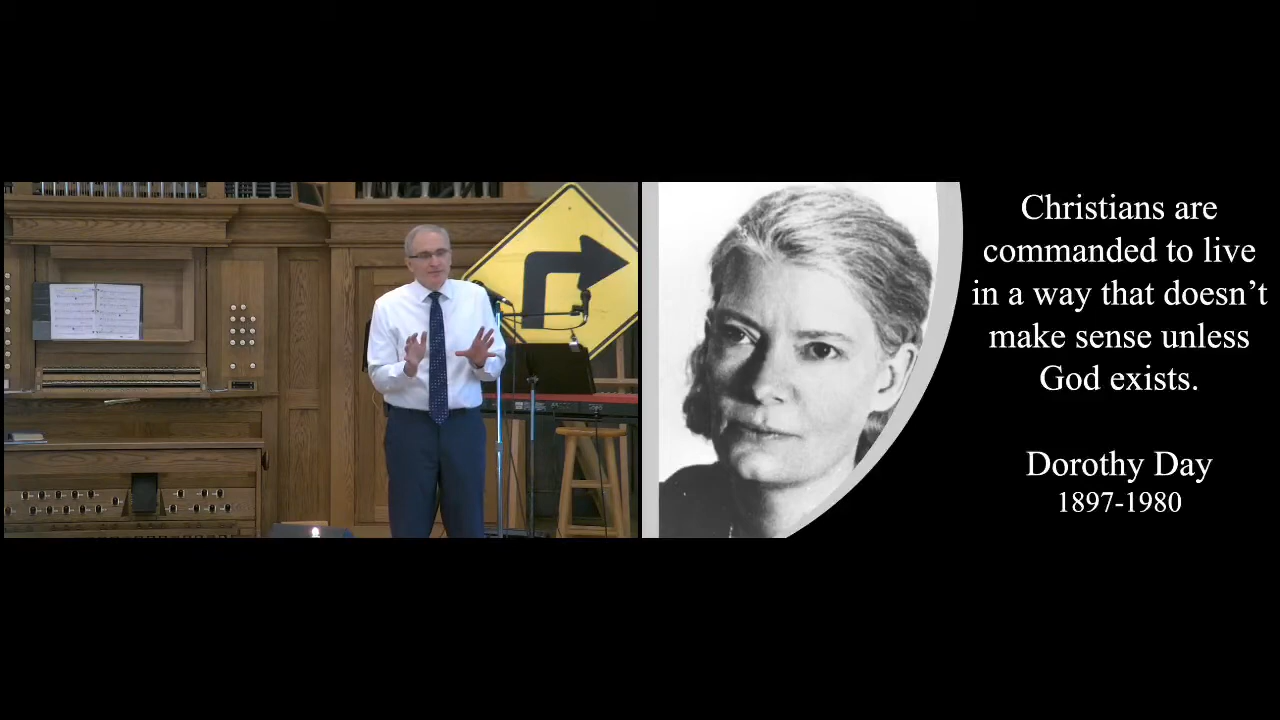 Christians are
commanded to live
in a way that doesn’t
make sense unless
God exists.
Dorothy Day
1897-1980